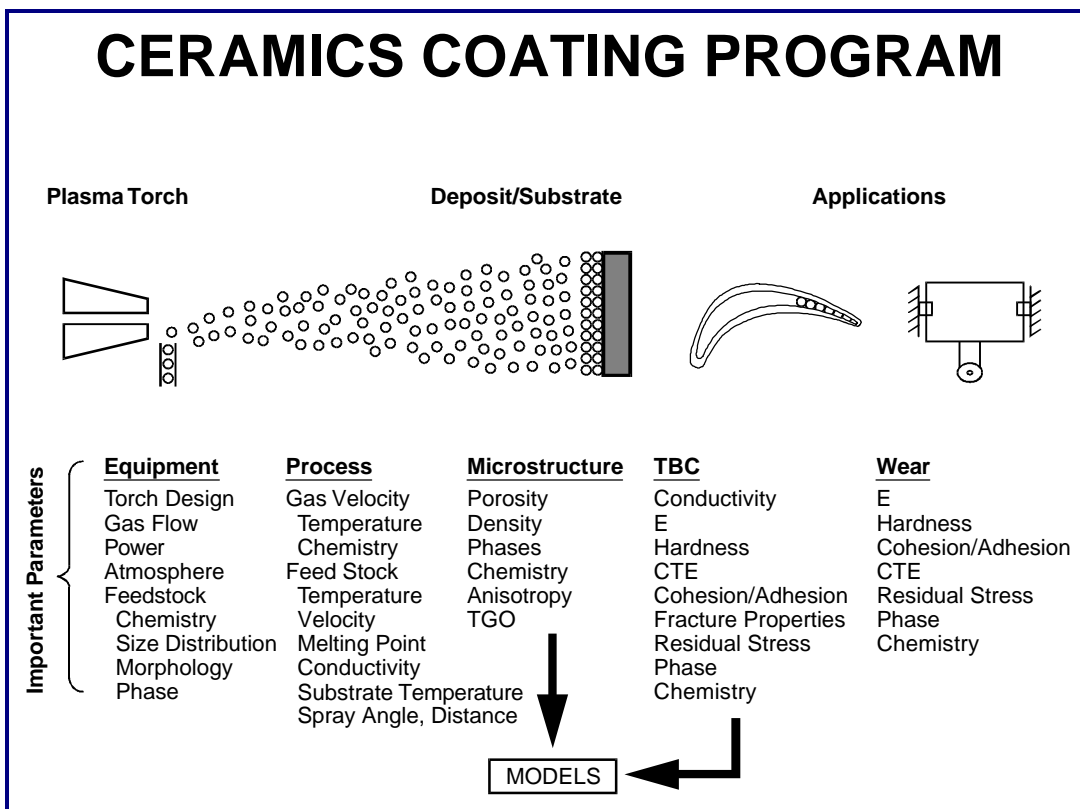 CERAMICS COATING PROGRAM
Plasma Torch
Deposit/Substrate
Applications
Important Parameters
Equipment
Torch Design
Gas Flow
Power
Atmosphere
Feedstock
Chemistry
Size Distribution
Morphology
Phase
Process
Gas Velocity
Temperature
Chemistry
Feed Stock
Temperature
Velocity
Melting Point
Conductivity
Substrate Temperature
Spray Angle, Distance
Microstructure
Porosity
Density
Phases
Chemistry
Anisotropy
TGO
TBC
Conductivity
E
Hardness
CTE
Cohesion/Adhesion
Fracture Properties
Residual Stress
Phase
Chemistry
Wear
E
Hardness
Cohesion/Adhesion
CTE
Residual Stress
Phase
Chemistry
MODELS